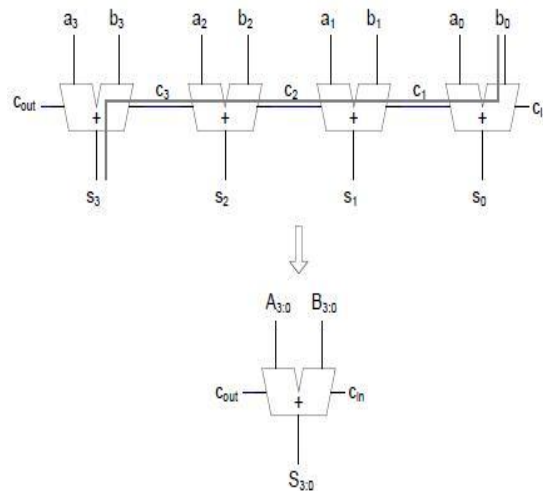 a₃ b₃ a₂ b₂ a₁ b₁ a₀ b₀
cout + c₃ + c₂ + c₁ + cI
s₃ s₂ s₁ s₀
A₃:₀ B₃:₀
cout + cin
S₃:₀